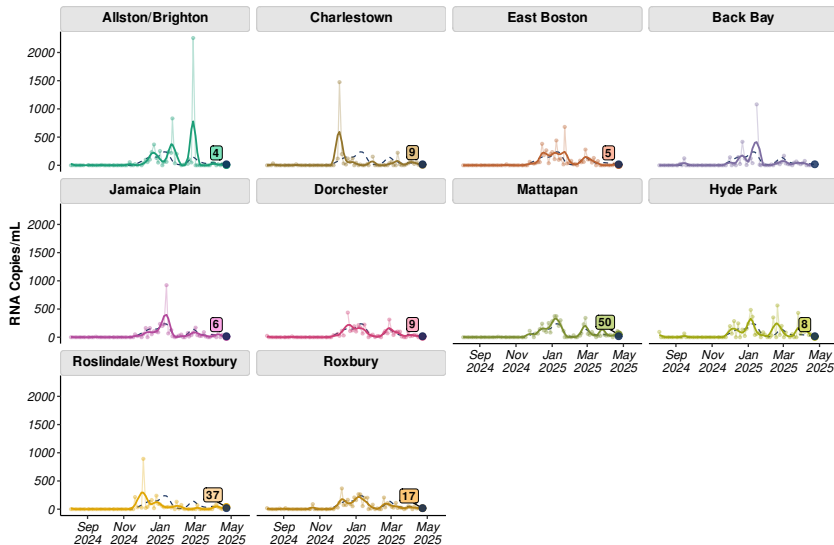 Allston/Brighton
Charlestown
East Boston
Back Bay
2000
1500
1000
500
0
4
9
5
Jamaica Plain
Dorchester
Mattapan
Hyde Park
RNA Copies/mL
2000
1500
1000
500
0
6
9
50
8
Sep 2024
Nov 2024
Jan 2025
Mar 2025
May 2025
Sep 2024
Nov 2024
Jan 2025
Mar 2025
May 2025
Roslindale/West Roxbury
Roxbury
2000
1500
1000
500
0
37
17
Sep 2024
Nov 2024
Jan 2025
Mar 2025
May 2025
Sep 2024
Nov 2024
Jan 2025
Mar 2025
May 2025